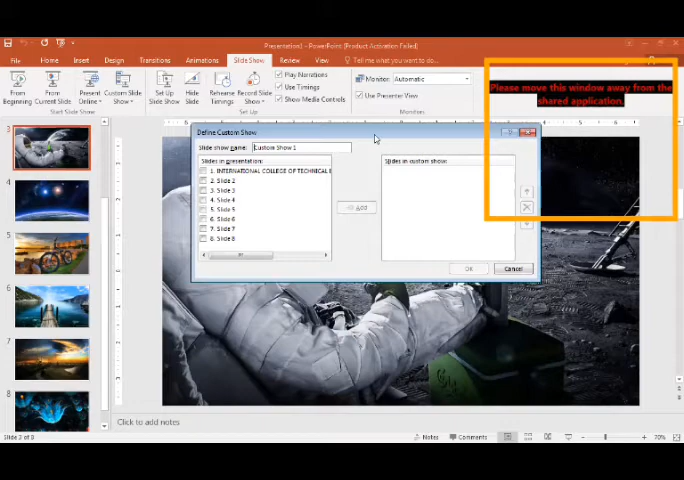 Presentation1 - PowerPoint (Product Activation Failed)
File Home Insert Design Transitions Animations Slide Show Review View Tell me what you want to do...
From Beginning
From Current Slide
Present Online
Custom Slide Show
Set Up Slide Show
Hide Slide
Rehearse Timings
Record Slide Show
Play Narrations
Use Timings
Show Media Controls
Monitor: Automatic
Use Presenter View
Start Slide Show
Set Up
Monitors
Please move this window away from the
shared application.
Define Custom Show
Slide show name: Custom Show 1
Slides in presentation:
Slides in custom show:
1. INTERNATIONAL COLLEGE OF TECHNICAL E
2. Slide 2
3. Slide 3
4. Slide 4
5. Slide 5
6. Slide 6
7. Slide 7
8. Slide 8
Add
OK Cancel
3
4
5
6
7
8
Click to add notes
Slide 3 of 8
Notes Comments 70%